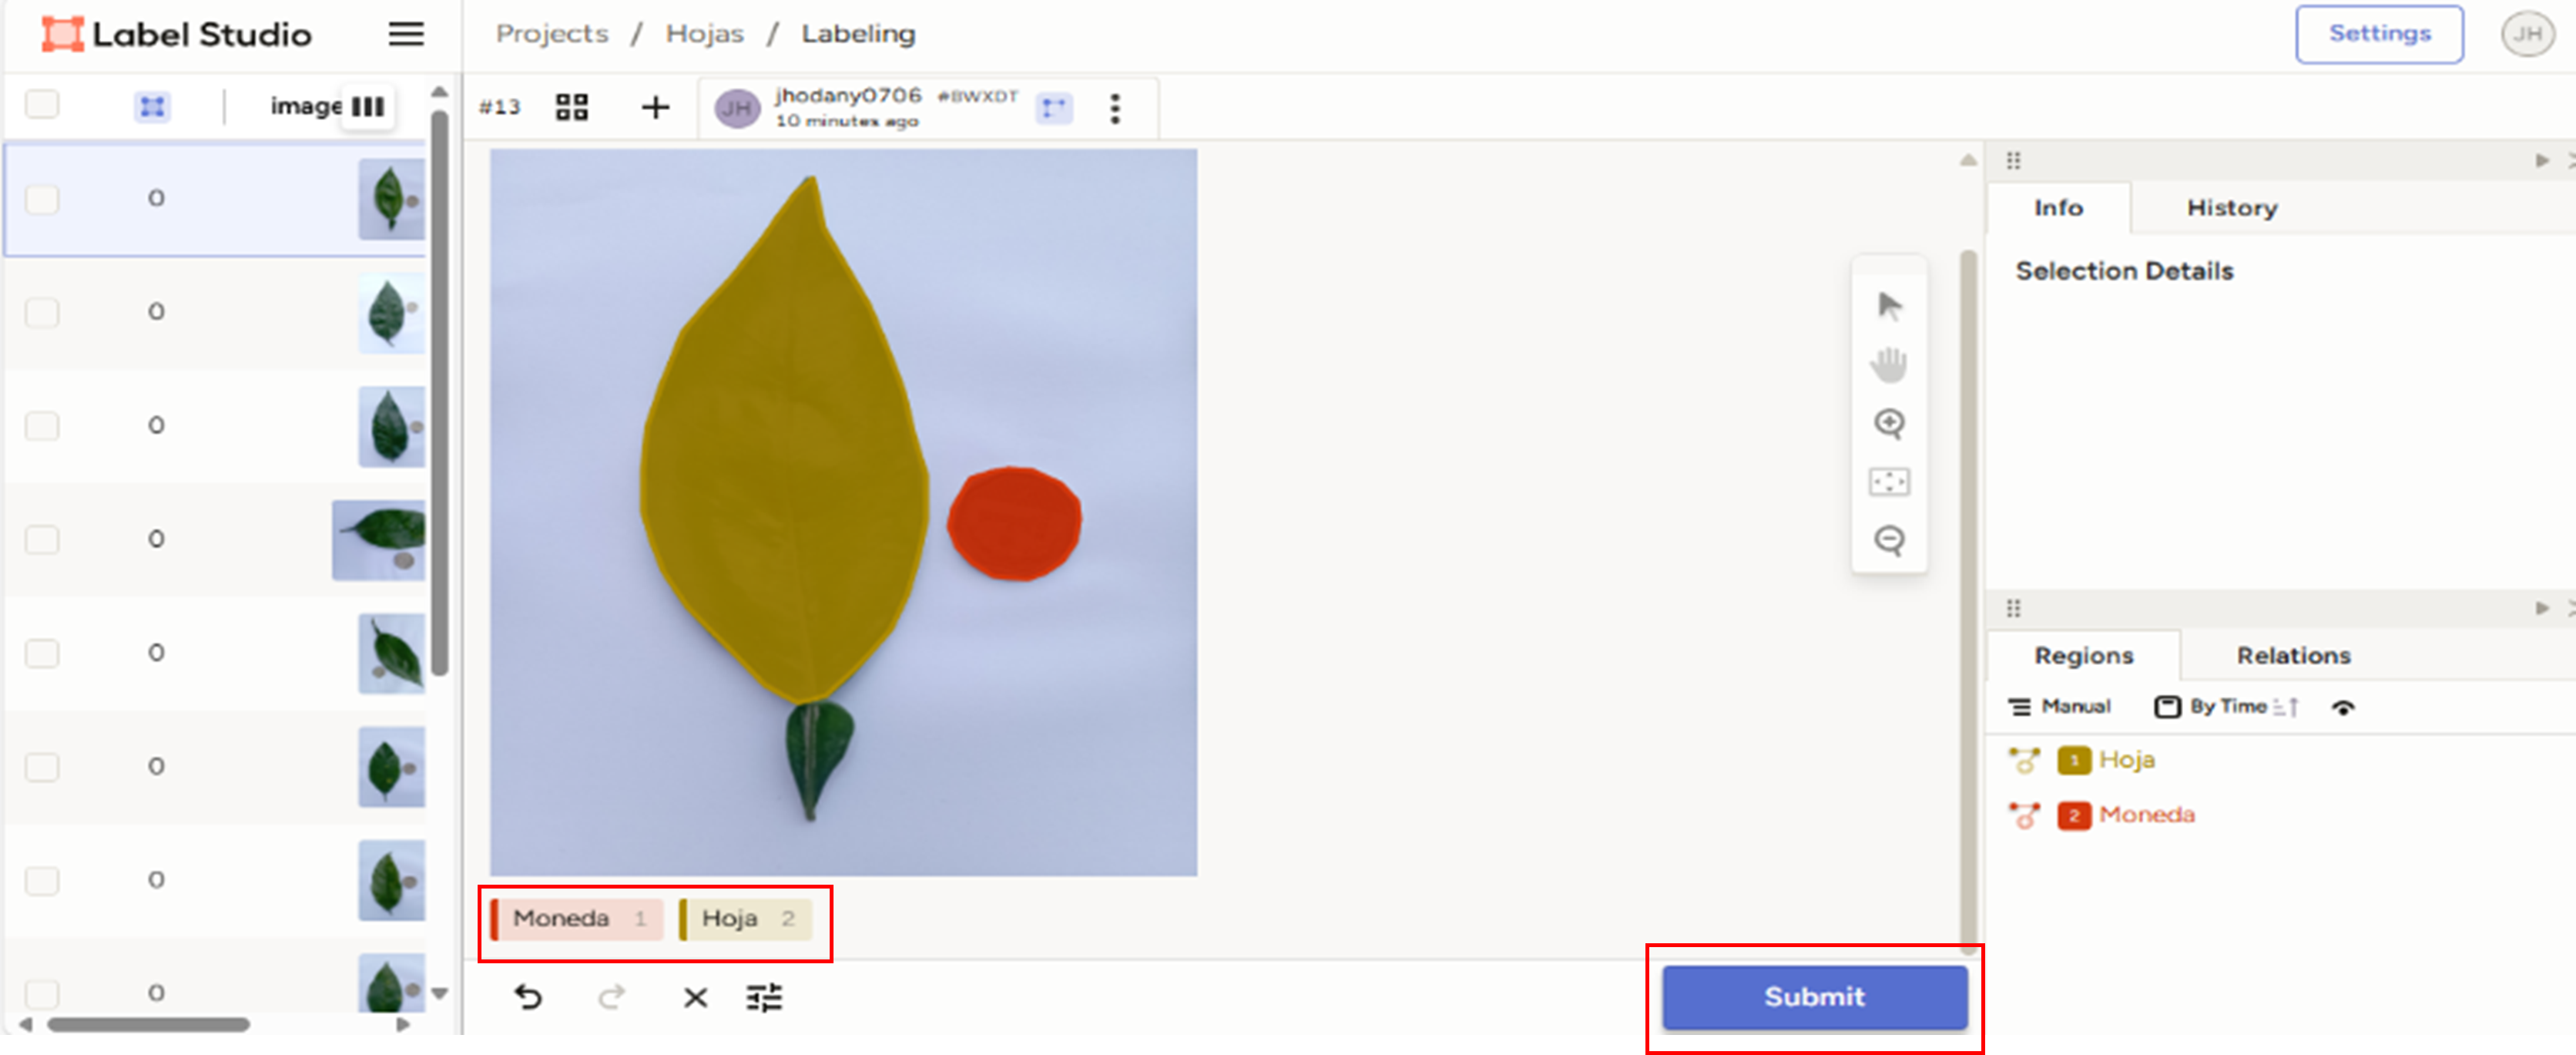 Label Studio
Projects / Hojas / Labeling
Settings
JH
image
#13
JH
jhodany0706 #BWXDT
10 minutes ago
0
0
0
0
0
0
0
0
Info
History
Selection Details
Regions
Relations
Manual
By Time
1 Hoja
2 Moneda
Moneda 1
Hoja 2
Submit